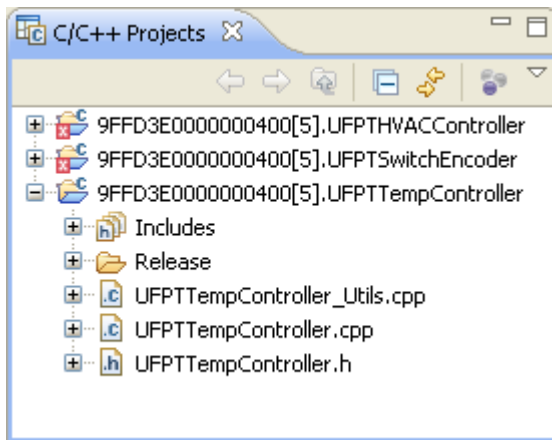 C/C++ Projects
9FFD3E0000000400[5].UFPTHVACController
9FFD3E0000000400[5].UFPTSwitchEncoder
9FFD3E0000000400[5].UFPTTempController
Includes
Release
UFPTTempController_Utils.cpp
UFPTTempController.cpp
UFPTTempController.h